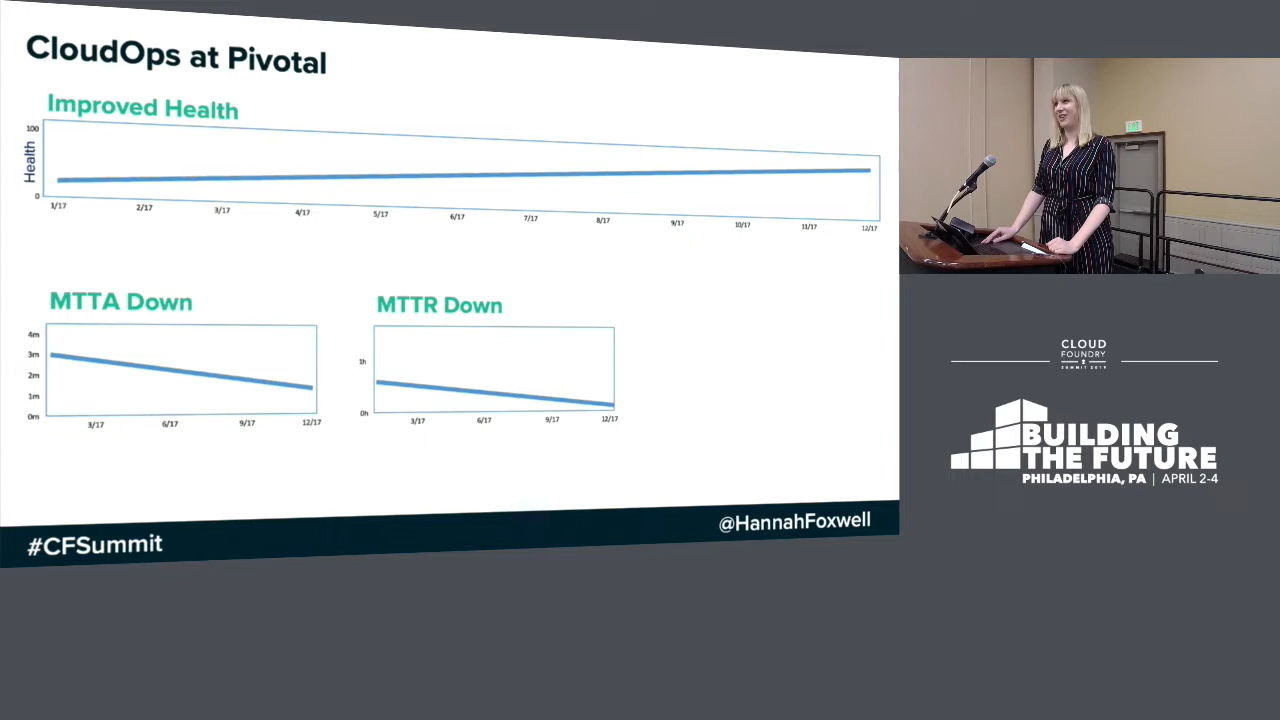 CloudOps at Pivotal
Improved Health
Health
100
0
1/17 2/17 3/17 4/17 5/17 6/17 7/17 8/17 9/17 10/17 11/17 12/17
MTTA Down
4m
3m
2m
1m
0m
3/17 6/17 9/17 12/17
MTTR Down
1h
0h
3/17 6/17 9/17 12/17
#CFSummit
@HannahFoxwell
CLOUD
FOUNDRY
SUMMIT 2019
BUILDING
THE FUTURE
PHILADELPHIA, PA | APRIL 2-4